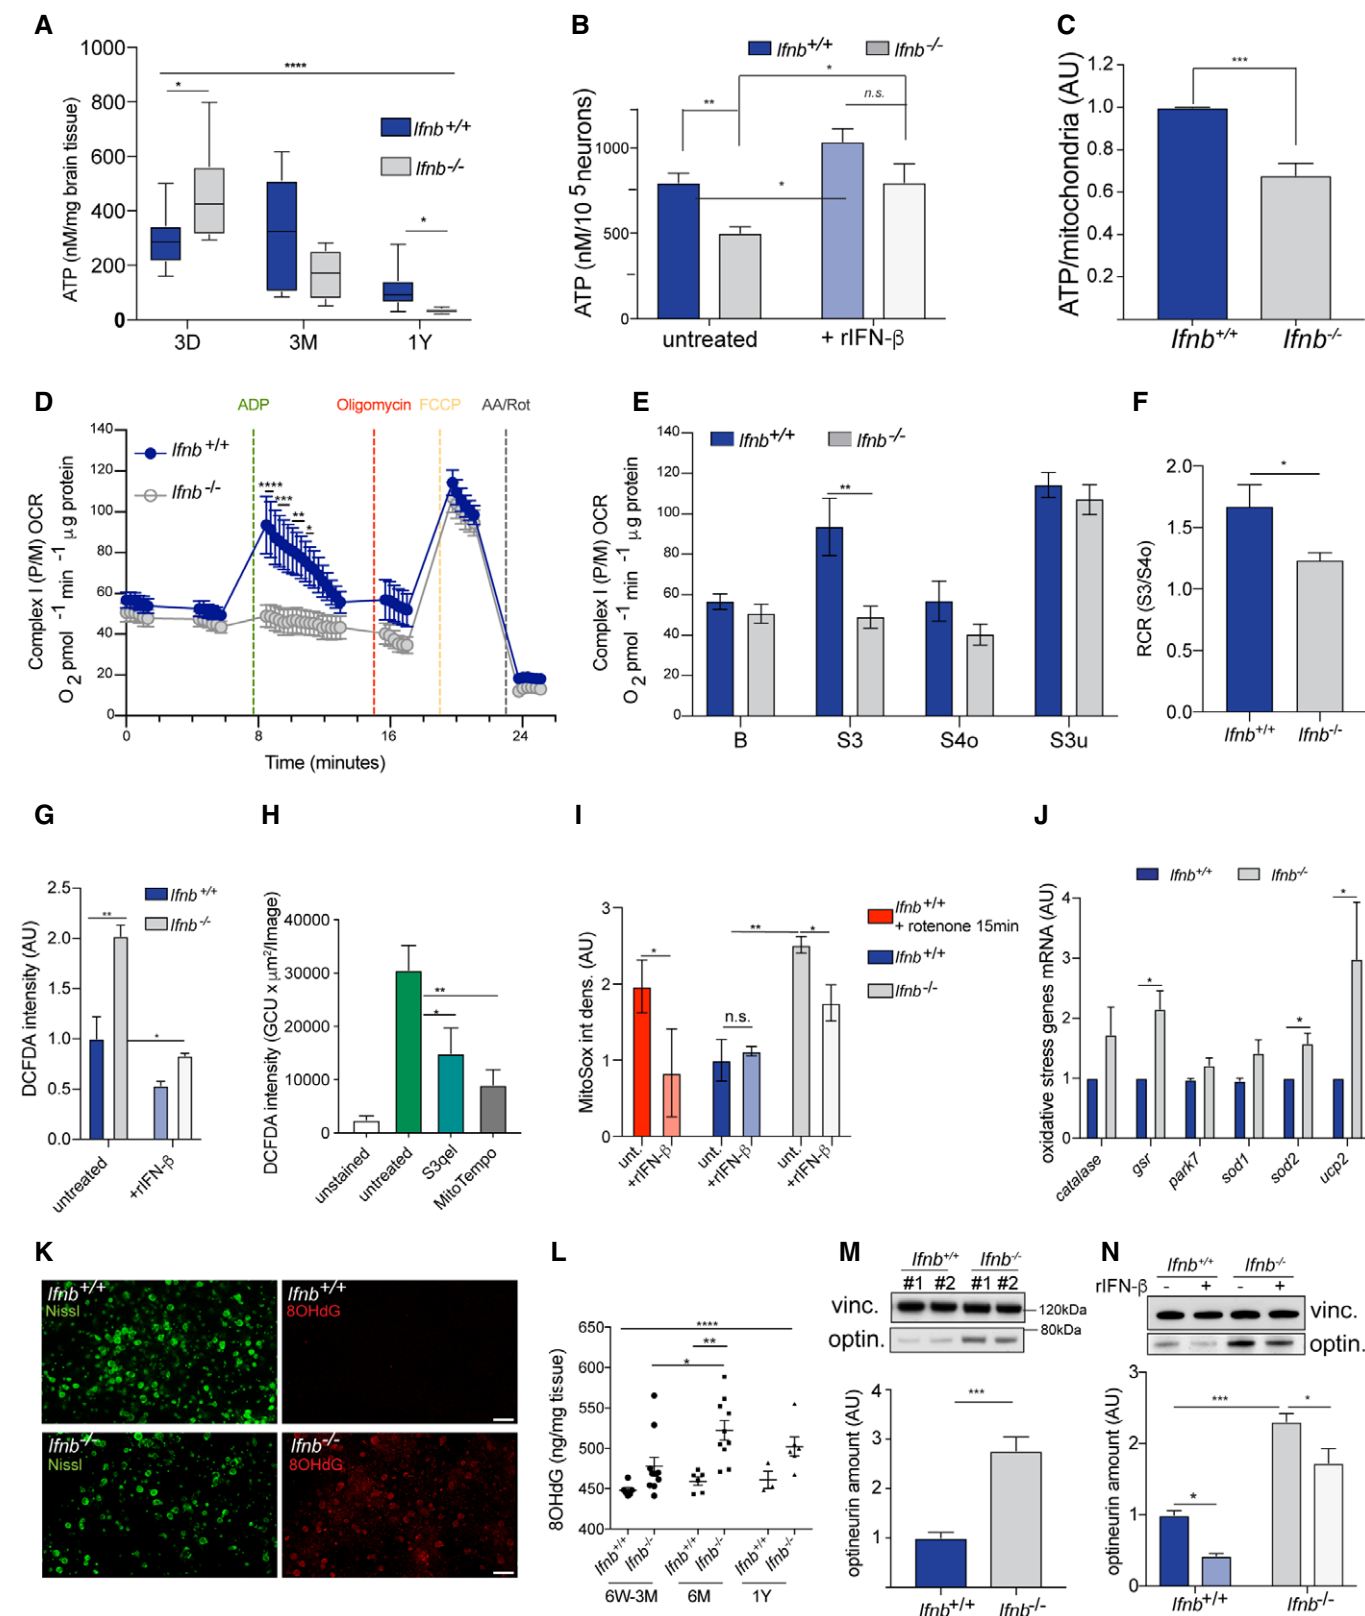 A
1000
800
600
400
200
0
ATP (nM/mg brain tissue)
****
*
*
Ifnb+/+
Ifnb-/-
3D 3M 1Y
B
Ifnb+/+ Ifnb-/-
ATP (nM/10 5 neurons)
1000
500
0
**
*
n.s.
*
untreated + rIFN-β
C
ATP/mitochondria (AU)
1.2
1.0
0.8
0.6
0.4
0.2
***
Ifnb+/+ Ifnb-/-
D
ADP Oligomycin FCCP AA/Rot
Complex I (P/M) OCR
O2 pmol -1 min -1 μg protein
140
120
100
80
60
40
20
0
Ifnb+/+
Ifnb-/-
****
***
**
*
0 8 16 24
Time (minutes)
E
Complex I (P/M) OCR
O2 pmol -1 min -1 μg protein
140
120
100
80
60
40
20
0
Ifnb+/+ Ifnb-/-
**
B S3 S4o S3u
F
RCR (S3/S4o)
2.0
1.5
1.0
0.5
0.0
*
Ifnb+/+ Ifnb-/-
G
DCFDA intensity (AU)
2.5
2.0
1.5
1.0
0.5
0.0
Ifnb+/+
Ifnb-/-
**
*
untreated +rIFN-β
H
DCFDA intensity (GCU x μm2/Image)
40000
30000
20000
10000
0
**
*
unstained untreated S3qel MitoTempo
I
MitoSox int dens. (AU)
3
2
1
0
*
n.s.
** *
Ifnb+/+
+ rotenone 15min
Ifnb+/+
Ifnb-/-
unt. +rIFN-β unt. +rIFN-β unt. +rIFN-β
J
Ifnb+/+ Ifnb-/-
oxidative stress genes mRNA (AU)
4
3
2
1
0
*
*
*
catalase gsr park7 sod1 sod2 ucp2
K
Ifnb+/+
Nissl
Ifnb+/+
8OHdG
Ifnb-/-
Nissl
Ifnb-/-
8OHdG
L
8OHdG (ng/mg tissue)
650
600
550
500
450
400
****
**
*
Ifnb+/+ Ifnb-/- Ifnb+/+ Ifnb-/- Ifnb+/+ Ifnb-/-
6W-3M 6M 1Y
M
Ifnb+/+ Ifnb-/-
#1 #2 #1 #2
vinc. 120kDa
optin. 80kDa
optineurin amount (AU)
4
3
2
1
***
Ifnb+/+ Ifnb-/-
N
Ifnb+/+ Ifnb-/-
rIFN-β - + - +
vinc.
optin.
optineurin amount (AU)
3
2
1
0
*** *
*
Ifnb+/+ Ifnb-/-